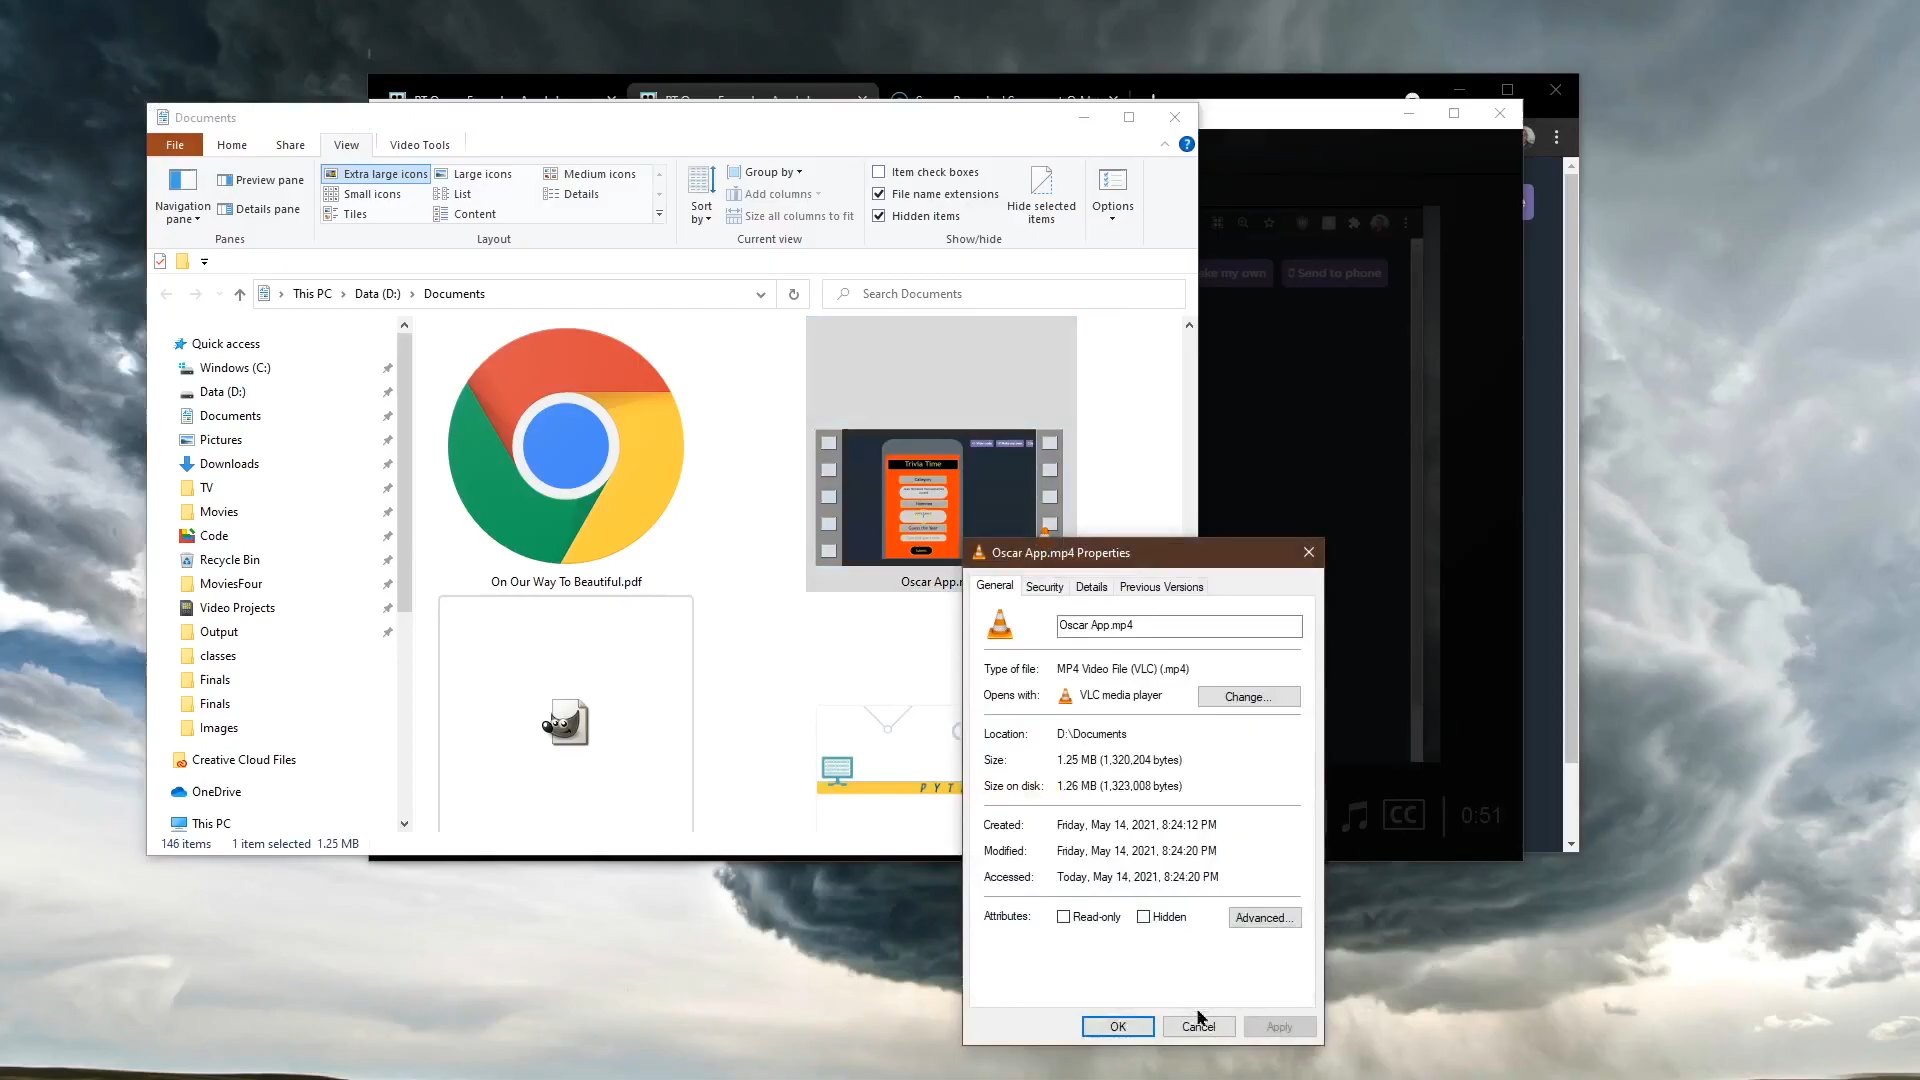 Documents
File
Home
Share
View
Video Tools
Navigation pane
Preview pane
Details pane
Panes
Extra large icons
Large icons
Medium icons
Small icons
List
Details
Tiles
Content
Layout
Sort by
Group by
Add columns
Size all columns to fit
Current view
Item check boxes
File name extensions
Hidden items
Hide selected items
Show/hide
Options
This PC
Data (D:)
Documents
Search Documents
Quick access
Windows (C:)
Data (D:)
Documents
Pictures
Downloads
TV
Movies
Code
Recycle Bin
MoviesFour
Video Projects
Output
classes
Finals
Finals
Images
Creative Cloud Files
OneDrive
This PC
146 items
1 item selected 1.25 MB
On Our Way To Beautiful.pdf
Trivia Time
Category
Oscar App.
Send to phone
CC
0:51
Oscar App.mp4 Properties
General
Security
Details
Previous Versions
Oscar App.mp4
Type of file: MP4 Video File (VLC) (.mp4)
Opens with: VLC media player
Change...
Location: D:\Documents
Size: 1.25 MB (1,320,204 bytes)
Size on disk: 1.26 MB (1,323,008 bytes)
Created: Friday, May 14, 2021, 8:24:12 PM
Modified: Friday, May 14, 2021, 8:24:20 PM
Accessed: Today, May 14, 2021, 8:24:20 PM
Attributes: Read-only Hidden
Advanced...
OK
Cancel
Apply